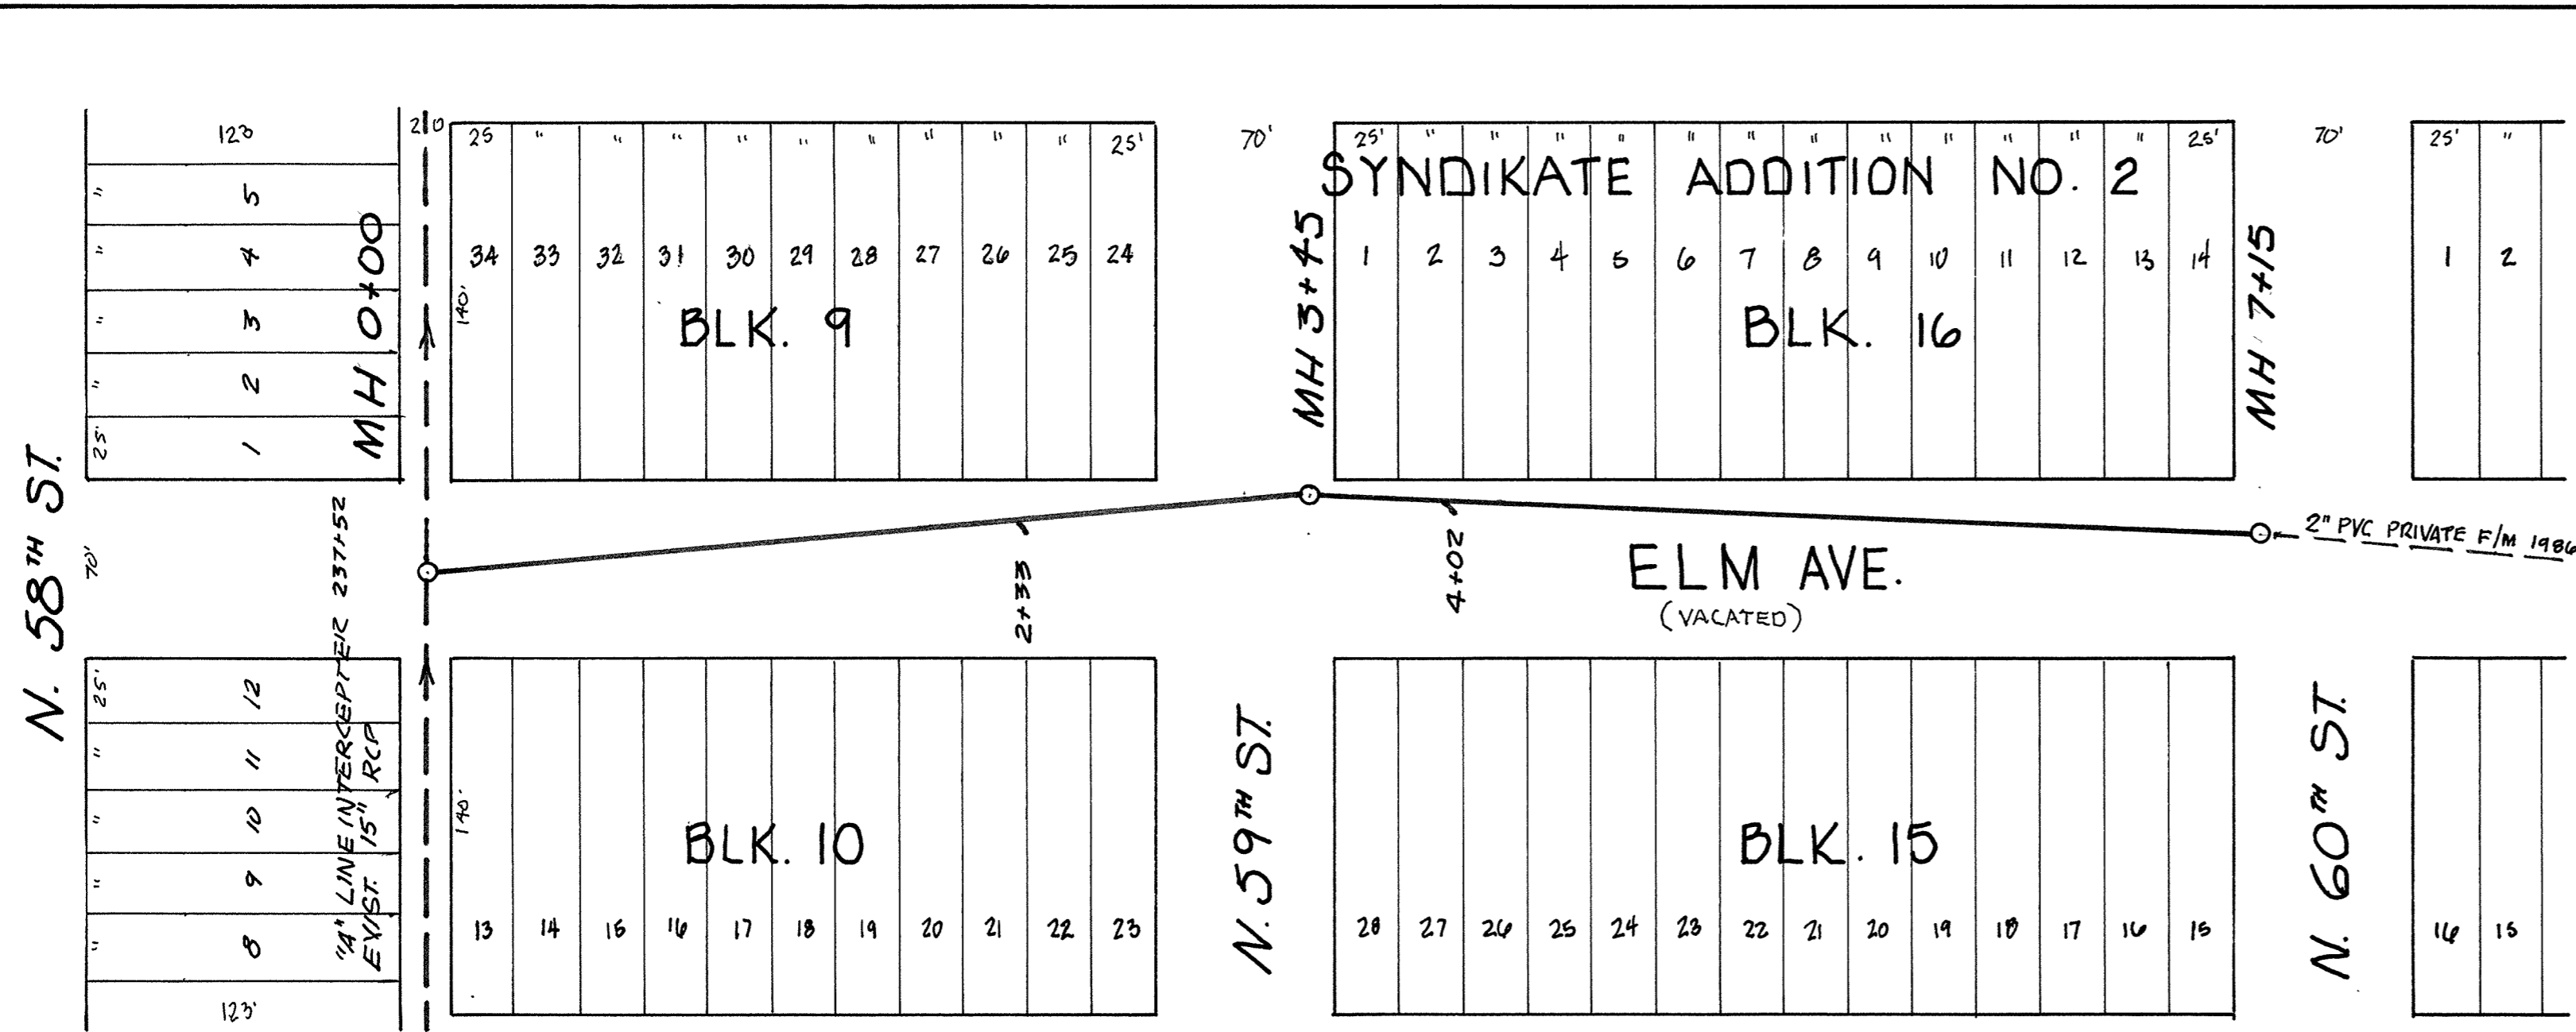 123 20 25 " " " " " " " " " 25' 70' 25' " " " " " " " " " " " " 25' 70' 25' "
SYNDIKATE ADDITION NO. 2
" 5
" 4
" 3
" 2
25' 1
MH 0+00
34 33 32 31 30 29 28 27 26 25 24
140'
BLK. 9
MH 3+45
1 2 3 4 5 6 7 8 9 10 11 12 13 14
BLK. 16
MH 7+15
1 2
N. 58TH ST.
70'
"A" LINE INTERCEPTER 237+52
EXIST. 15" RCP
2+33
4+02
ELM AVE.
(VACATED)
2" PVC PRIVATE F/M 1986
25' 12
" 11
" 10
" 9
" 8
123'
140'
BLK. 10
13 14 15 16 17 18 19 20 21 22 23
N. 59TH ST.
BLK. 15
28 27 26 25 24 23 22 21 20 19 18 17 16 15
N. 60TH ST.
16 15